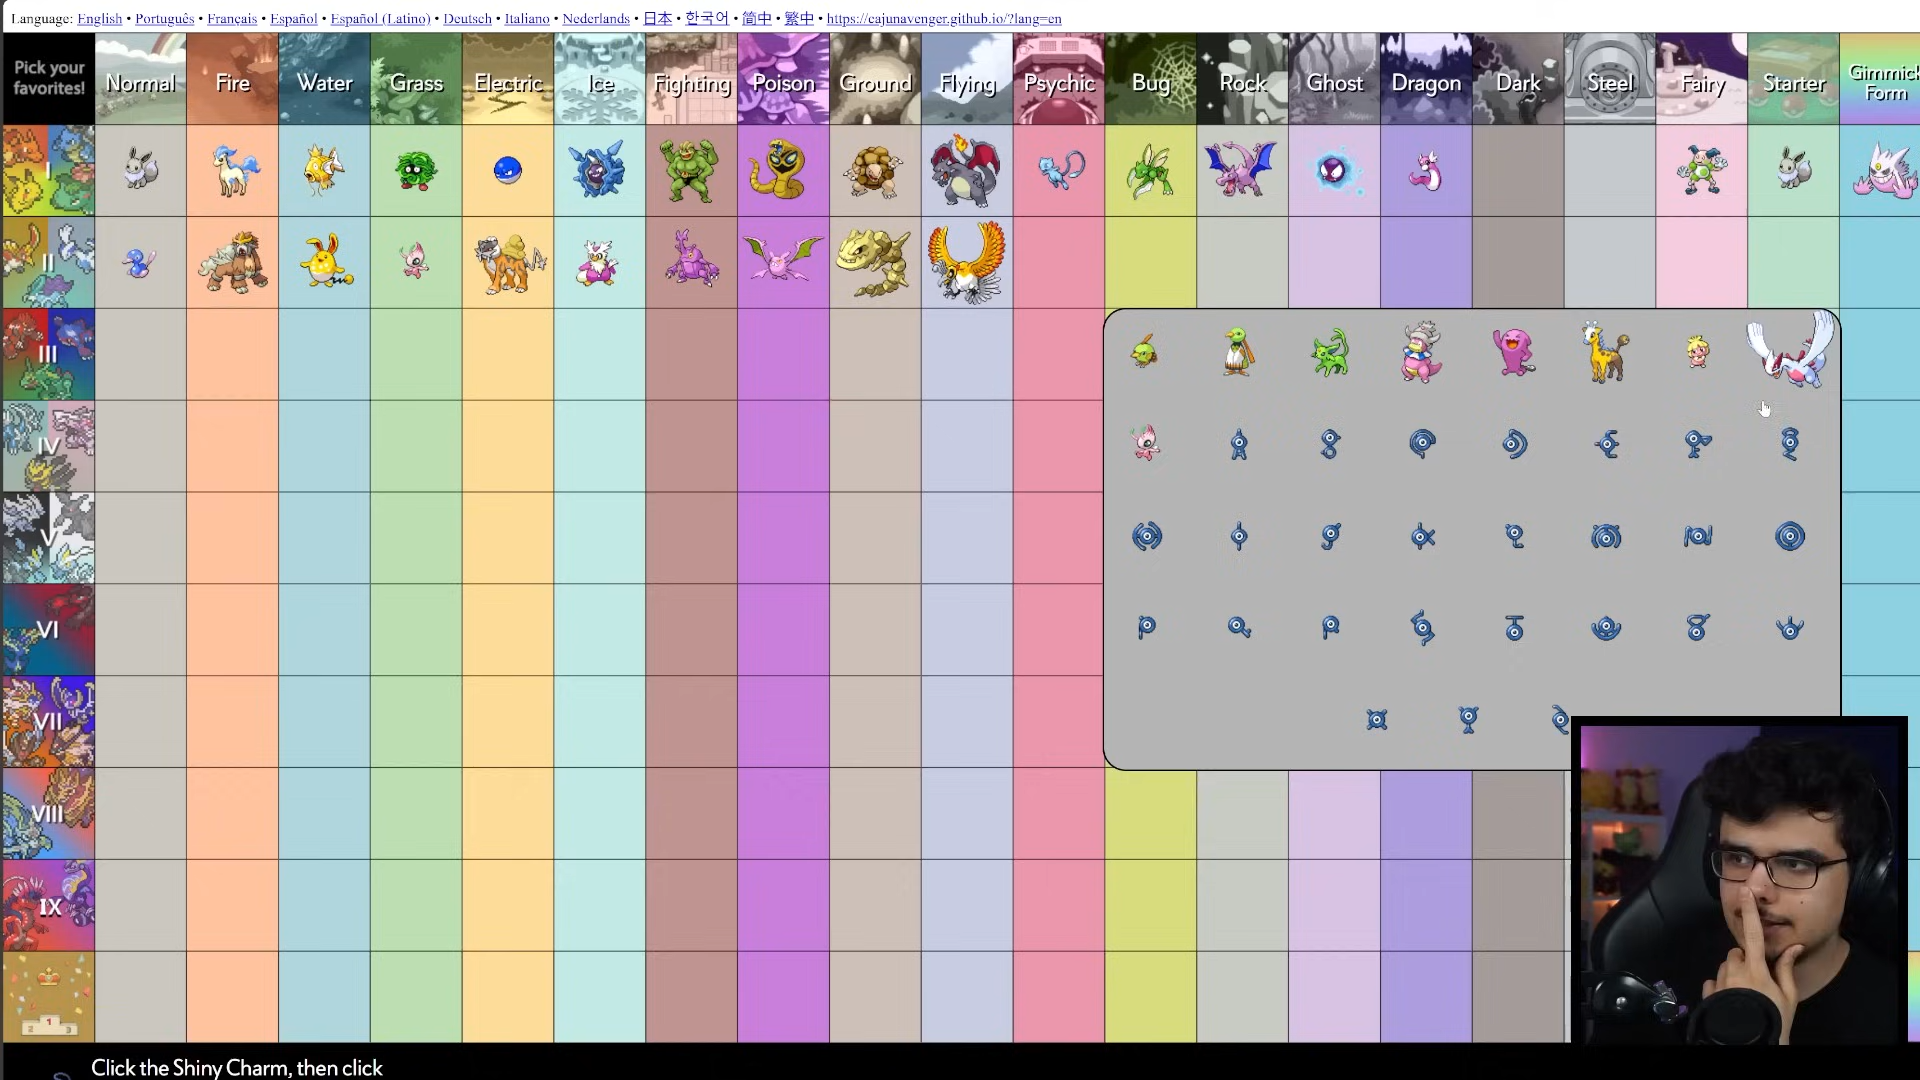 Language: English • Português • Français • Español • Español (Latino) • Deutsch • Italiano • Nederlands • 日本 • 한국어 • 简中 • 繁中 • https://cajunavenger.github.io/?lang=en
Pick your
favorites!
Normal
Fire
Water
Grass
Electric
Ice
Fighting
Poison
Ground
Flying
Psychic
Bug
Rock
Ghost
Dragon
Dark
Steel
Fairy
Starter
Gimmick
Form
I
II
III
IV
V
VI
VII
VIII
IX
2 1 3
Click the Shiny Charm, then click